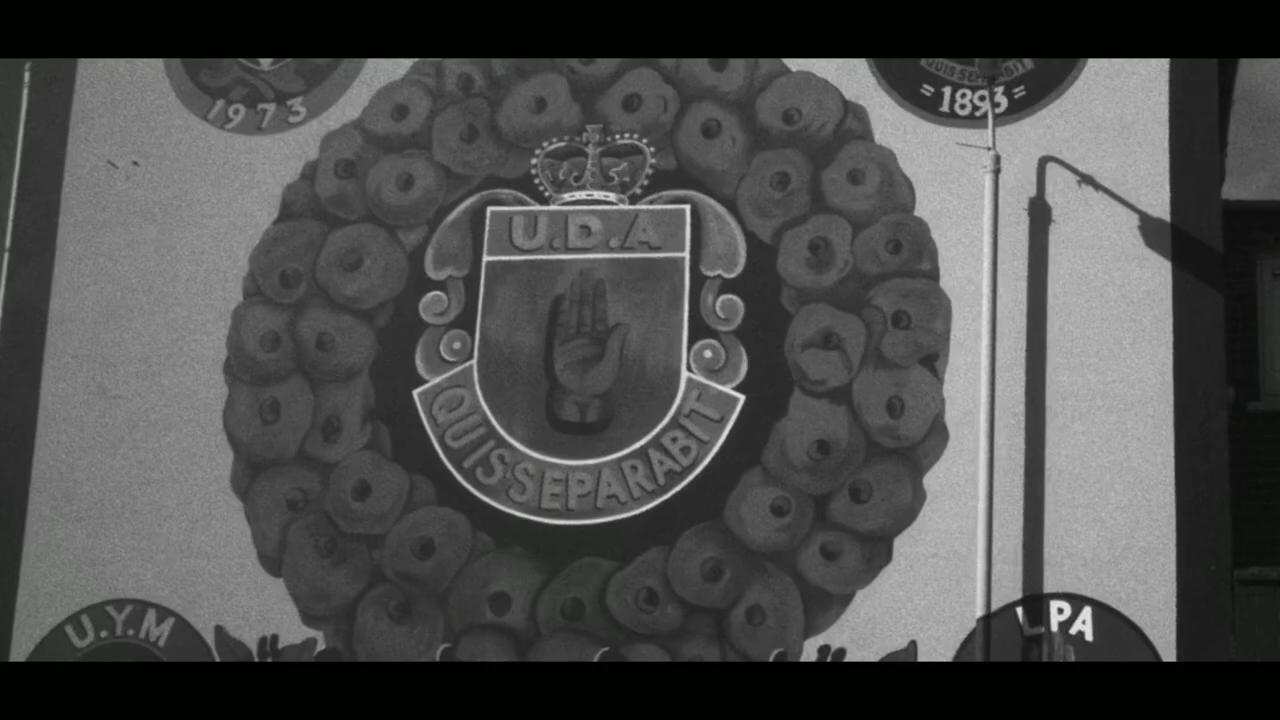 1973
QUIS SEPARABIT
=1893=
U.D.A
QUIS SEPARABIT
U.Y.M
LPA